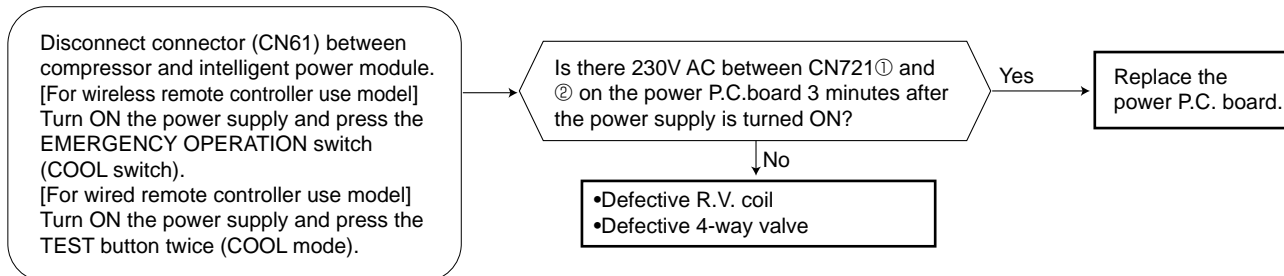 Disconnect connector (CN61) between
compressor and intelligent power module.
[For wireless remote controller use model]
Turn ON the power supply and press the
EMERGENCY OPERATION switch
(COOL switch).
[For wired remote controller use model]
Turn ON the power supply and press the
TEST button twice (COOL mode).
Is there 230V AC between CN721① and
② on the power P.C.board 3 minutes after
the power supply is turned ON?
Yes
Replace the
power P.C. board.
No
•Defective R.V. coil
•Defective 4-way valve